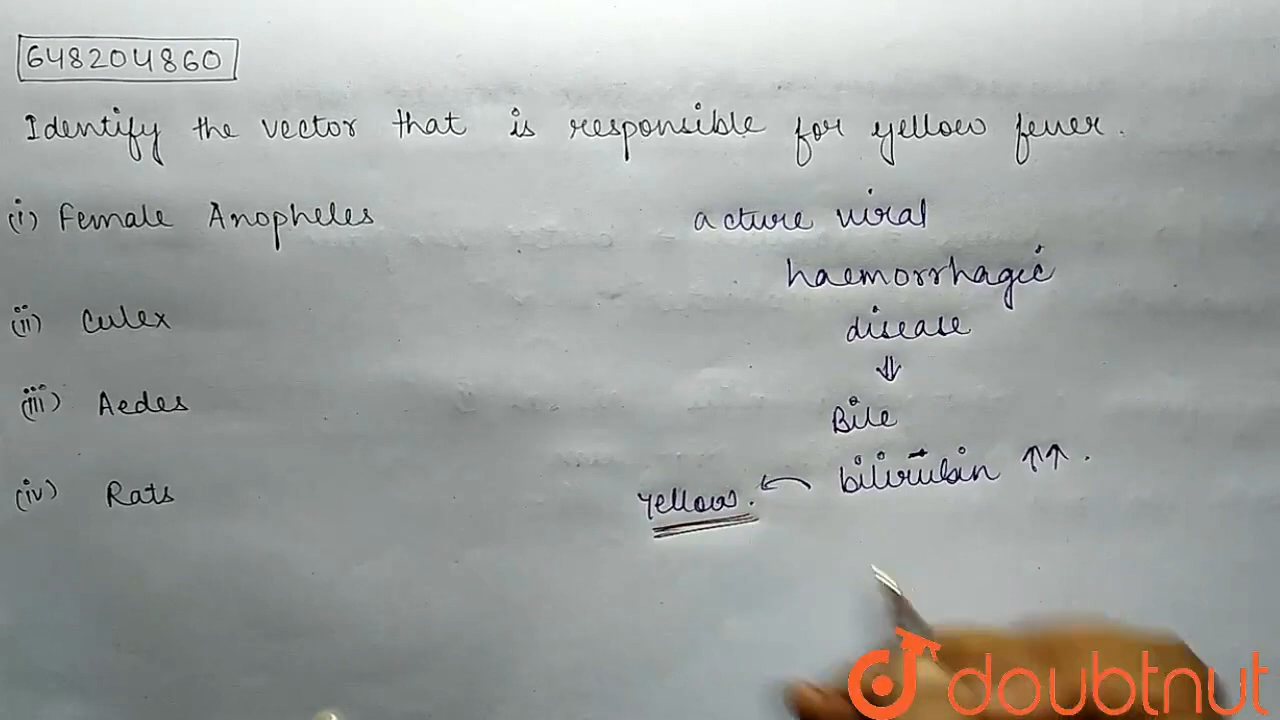 648204860
Identify the vector that is responsible for yellow fever.
(i) Female Anopheles
(ii) Culex
(iii) Aedes
(iv) Rats
acture viral
haemorrhagic
disease
⇓
Bile
bilirubin ↑↑.
Yellow.
doubtnut